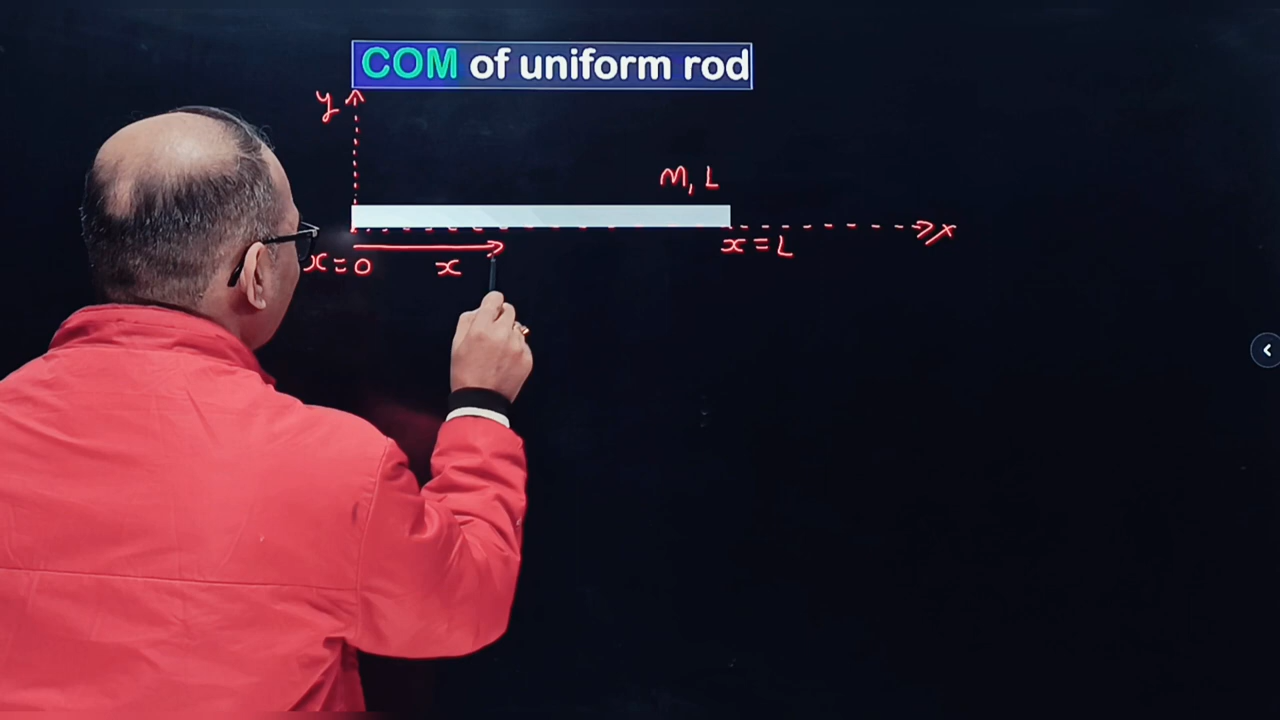 COM of uniform rod
y
M, L
x
x = 0
x
x = L